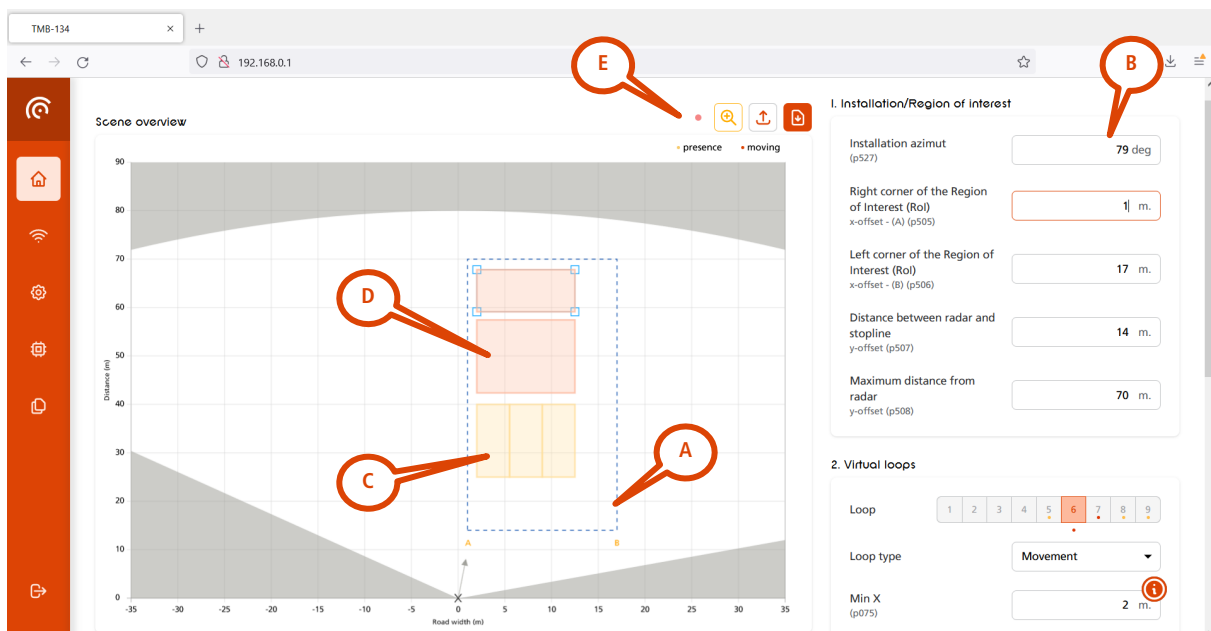 TMB-134
192.168.0.1
E
B
Scene overview
presence
moving
90
80
70
60
50
40
30
20
10
0
Distance (m)
D
C
A
A
B
-35
-30
-25
-20
-15
-10
-5
0
5
10
15
20
25
30
35
Road width (m)
1. Installation/Region of interest
Installation azimut
(p527)
79 deg
Right corner of the Region
of Interest (RoI)
x-offset - (A) (p505)
1 m.
Left corner of the Region of
Interest (RoI)
x-offset - (B) (p506)
17 m.
Distance between radar and
stopline
y-offset (p507)
14 m.
Maximum distance from
radar
y-offset (p508)
70 m.
2. Virtual loops
Loop
1 2 3 4 5 6 7 8 9
Loop type
Movement
Min X
(p075)
2 m.